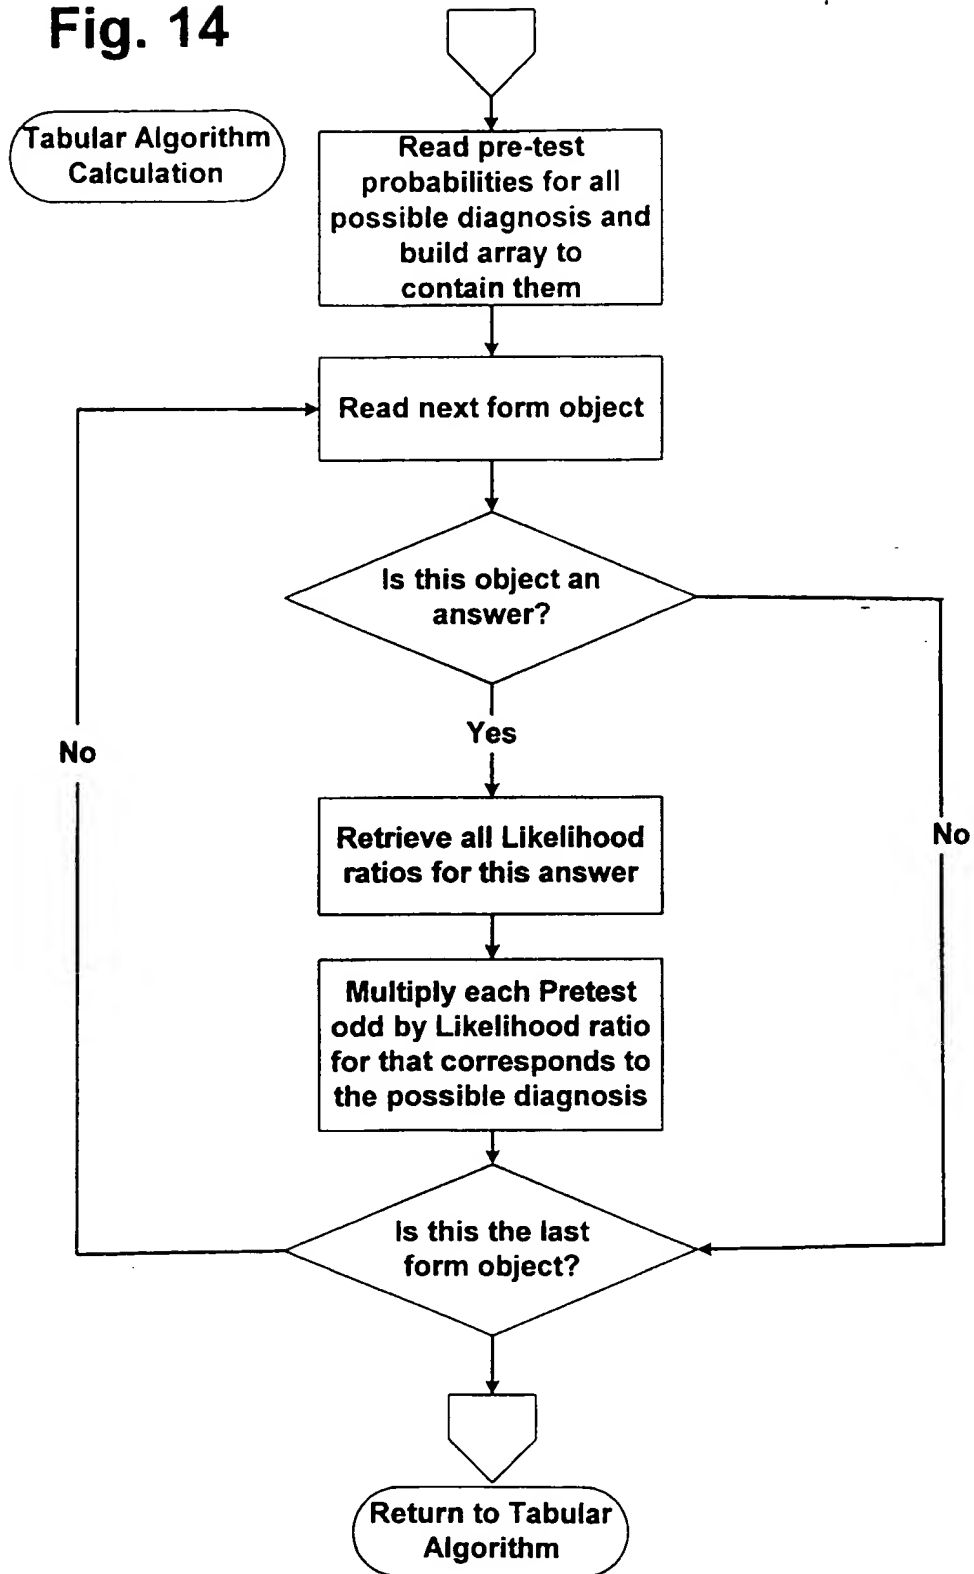 Fig. 14
Tabular Algorithm
Calculation
Read pre-test
probabilities for all
possible diagnosis and
build array to
contain them
Read next form object
Is this object an
answer?
Yes
No
No
Retrieve all Likelihood
ratios for this answer
Multiply each Pretest
odd by Likelihood ratio
for that corresponds to
the possible diagnosis
Is this the last
form object?
Return to Tabular
Algorithm